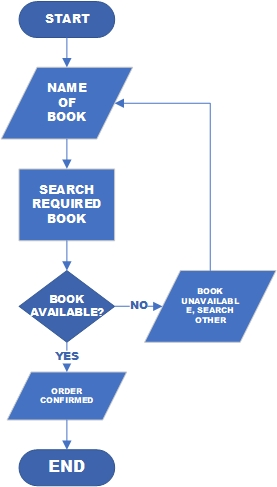 START
NAME
OF
BOOK
SEARCH
REQUIRED
BOOK
BOOK
AVAILABLE?
NO
BOOK
UNAVAILABL
E, SEARCH
OTHER
YES
ORDER
CONFIRMED
END